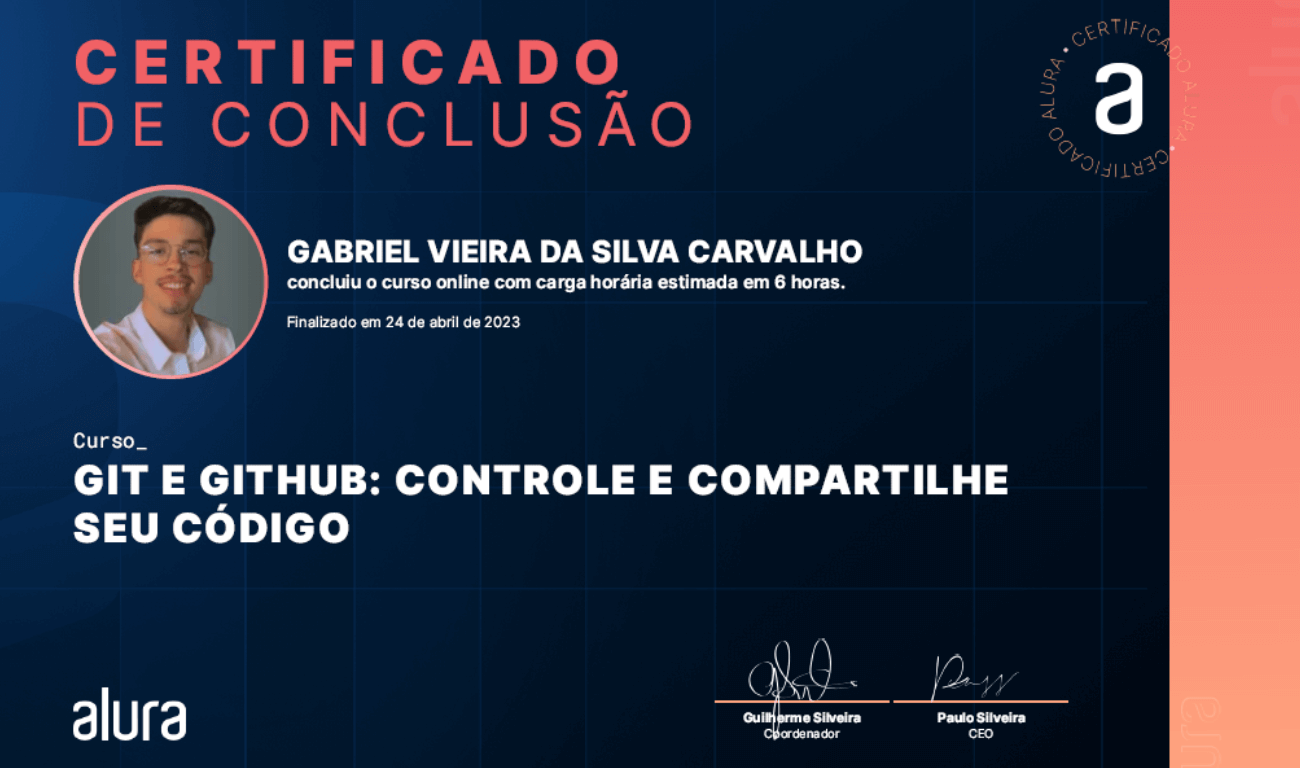 CERTIFICADO
DE CONCLUSÃO
CERTIFICADO ALURA • CERTIFICADO ALURA •
a
GABRIEL VIEIRA DA SILVA CARVALHO
concluiu o curso online com carga horária estimada em 6 horas.
Finalizado em 24 de abril de 2023
Curso_
GIT E GITHUB: CONTROLE E COMPARTILHE
SEU CÓDIGO
alura
Guilherme Silveira
Coordenador
Paulo Silveira
CEO